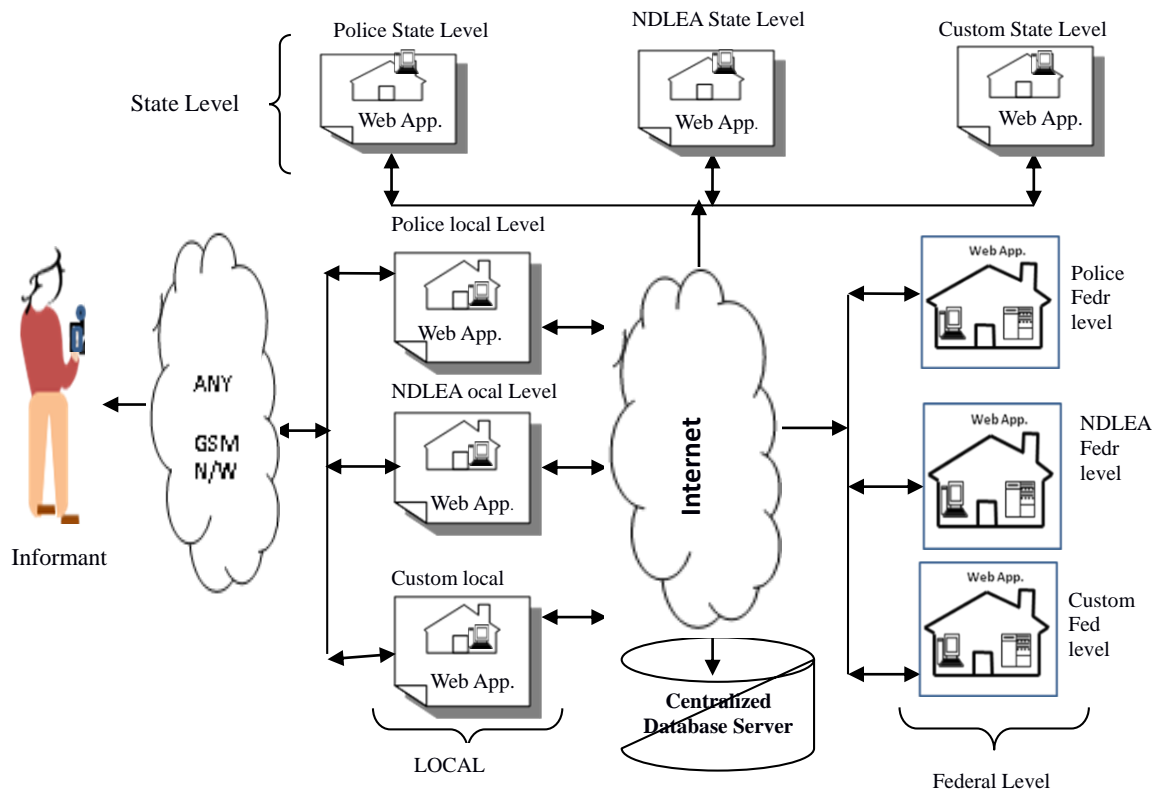 Police State Level
NDLEA State Level
Custom State Level
State Level
Web App.
Web App.
Web App.
Police local Level
Web App.
Police
Fedr
level
Web App.
ANY
GSM
N/W
NDLEA ocal Level
Web App.
Internet
Web App.
NDLEA
Fedr
level
Informant
Custom local
Web App.
Web App.
Custom
Fed
level
Centralized
Database Server
LOCAL
Federal Level